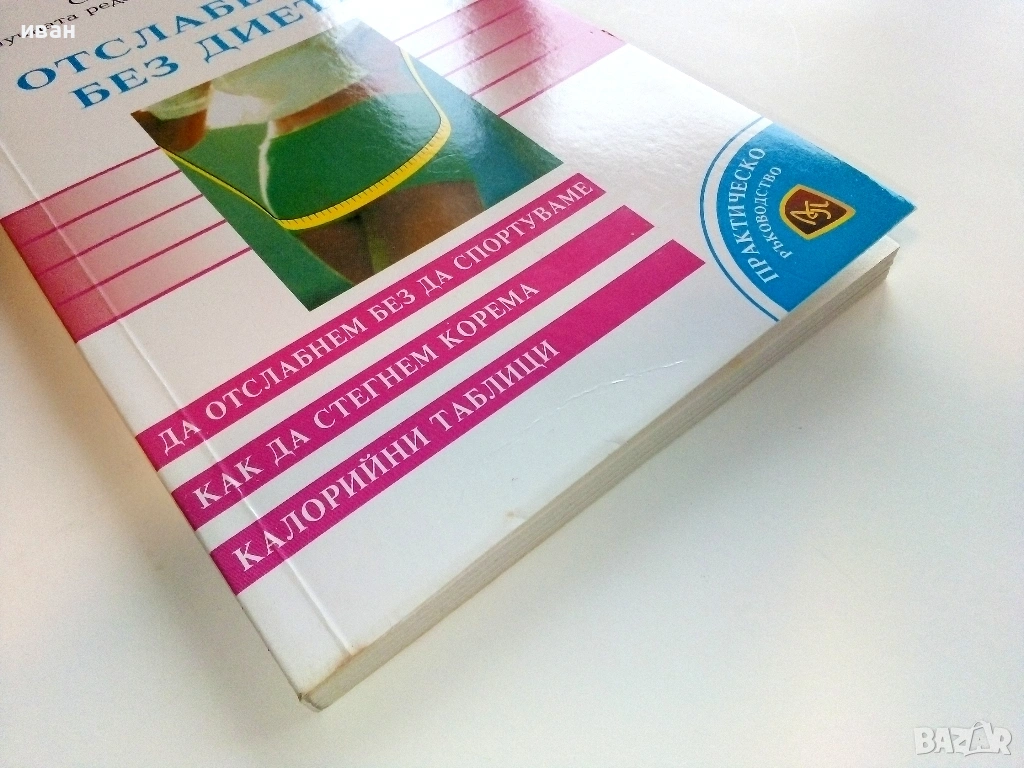 иван
ОТСЛАБ
БЕЗ ДИЕТ
ДА ОТСЛАБНЕМ БЕЗ ДА СПОРТУВАМЕ
КАК ДА СТЕГНЕМ КОРЕМА
КАЛОРИЙНИ ТАБЛИЦИ
ПРАКТИЧЕСКО
РЪКОВОДСТВО
BAZAR